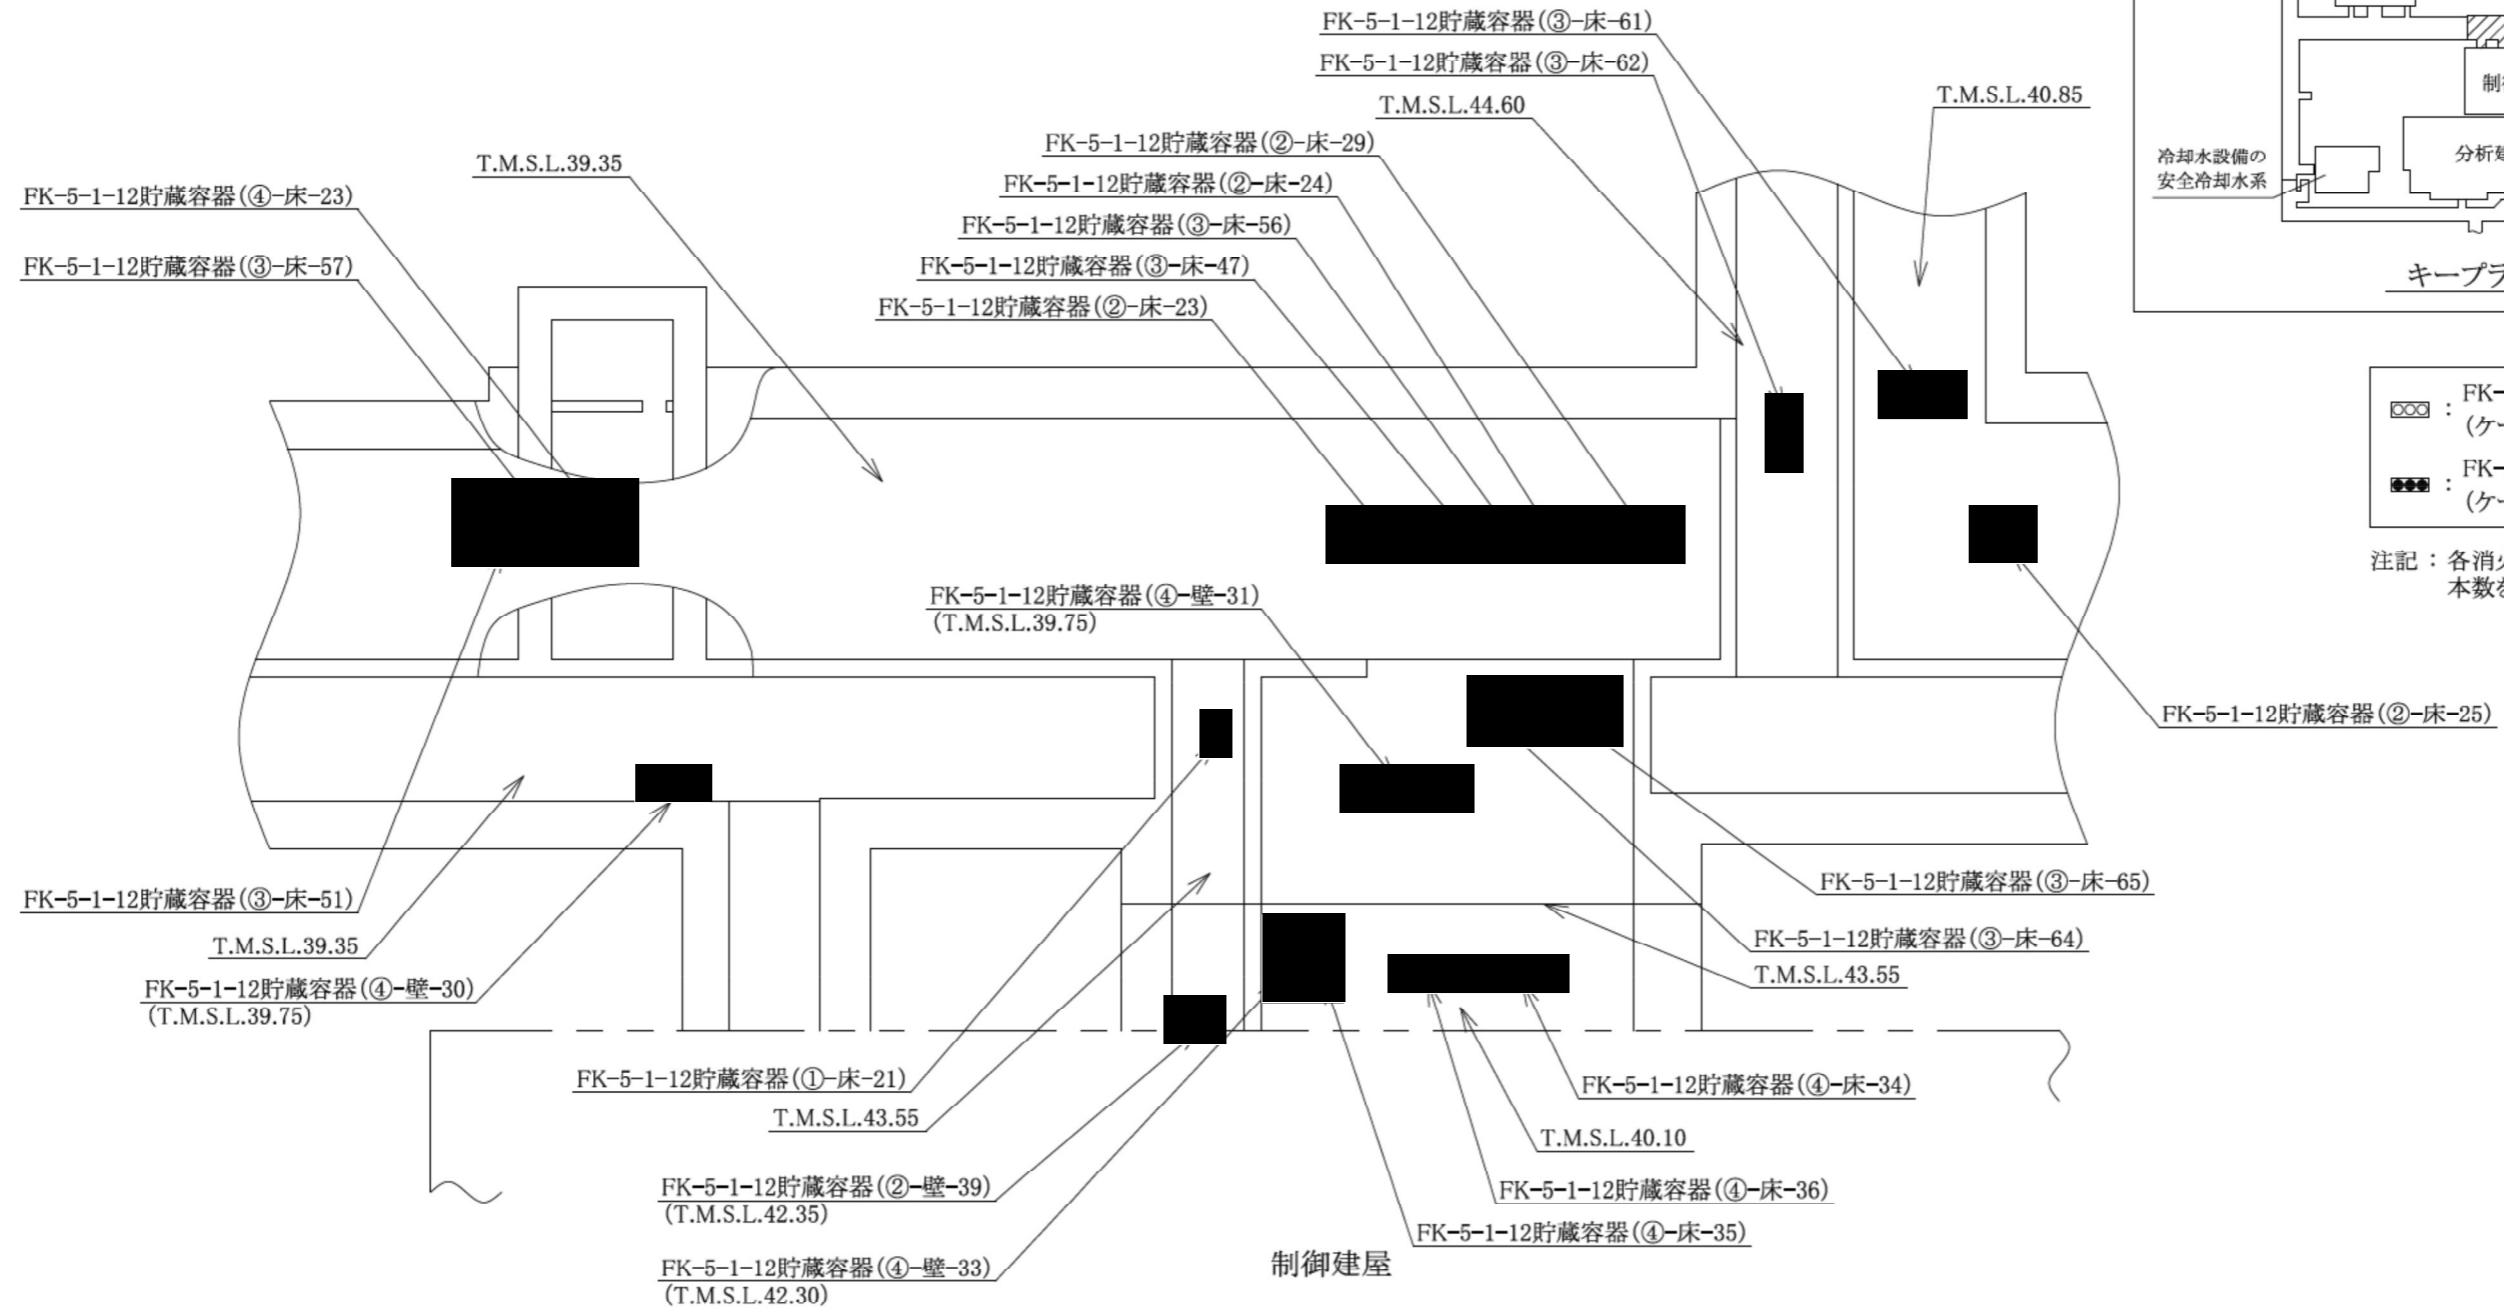 FK-5-1-12貯蔵容器(③-床-61)
FK-5-1-12貯蔵容器(③-床-62)
T.M.S.L.44.60
T.M.S.L.40.85
FK-5-1-12貯蔵容器(②-床-29)
FK-5-1-12貯蔵容器(②-床-24)
FK-5-1-12貯蔵容器(③-床-56)
FK-5-1-12貯蔵容器(③-床-47)
FK-5-1-12貯蔵容器(②-床-23)
T.M.S.L.39.35
FK-5-1-12貯蔵容器(④-床-23)
FK-5-1-12貯蔵容器(③-床-57)
分析建
冷却水設備の
安全冷却水系
キープラ
FK-
(ケー
FK-
(ケー
注記：各消火
本数を
FK-5-1-12貯蔵容器(④-壁-31)
(T.M.S.L.39.75)
FK-5-1-12貯蔵容器(②-床-25)
FK-5-1-12貯蔵容器(③-床-51)
T.M.S.L.39.35
FK-5-1-12貯蔵容器(④-壁-30)
(T.M.S.L.39.75)
FK-5-1-12貯蔵容器(③-床-65)
FK-5-1-12貯蔵容器(③-床-64)
T.M.S.L.43.55
FK-5-1-12貯蔵容器(①-床-21)
T.M.S.L.43.55
FK-5-1-12貯蔵容器(②-壁-39)
(T.M.S.L.42.35)
FK-5-1-12貯蔵容器(④-壁-33)
(T.M.S.L.42.30)
FK-5-1-12貯蔵容器(④-床-34)
T.M.S.L.40.10
FK-5-1-12貯蔵容器(④-床-36)
FK-5-1-12貯蔵容器(④-床-35)
制御建屋